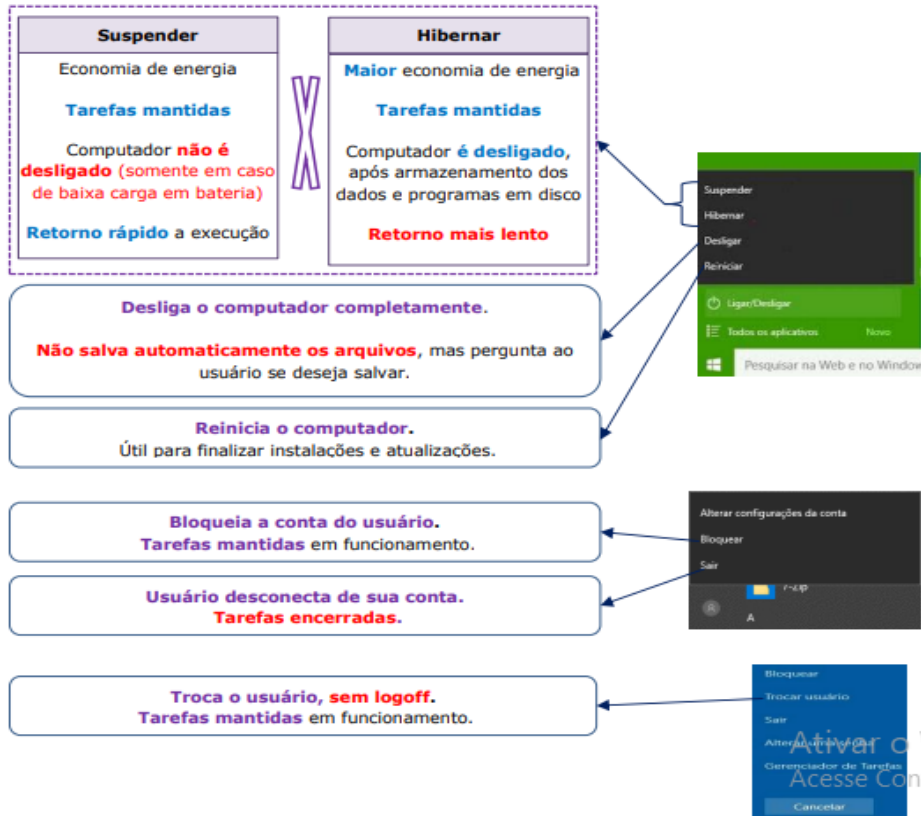 Suspender
Economia de energia
Tarefas mantidas
Computador não é
desligado (somente em caso
de baixa carga em bateria)
Retorno rápido a execução
Hibernar
Maior economia de energia
Tarefas mantidas
Computador é desligado,
após armazenamento dos
dados e programas em disco
Retorno mais lento
Suspender
Hibernar
Desligar
Reiniciar
Ligar/Desligar
Todos os aplicativos Novo
Pesquisar na Web e no Window
Desliga o computador completamente.
Não salva automaticamente os arquivos, mas pergunta ao
usuário se deseja salvar.
Reinicia o computador.
Útil para finalizar instalações e atualizações.
Bloqueia a conta do usuário.
Tarefas mantidas em funcionamento.
Usuário desconecta de sua conta.
Tarefas encerradas.
Alterar configurações da conta
Bloquear
Sair
7-Zip
A
Troca o usuário, sem logoff.
Tarefas mantidas em funcionamento.
Bloquear
Trocar usuário
Sair
Alterar uma senha
Gerenciador de Tarefas
Cancelar
Ativar o
Acesse Con